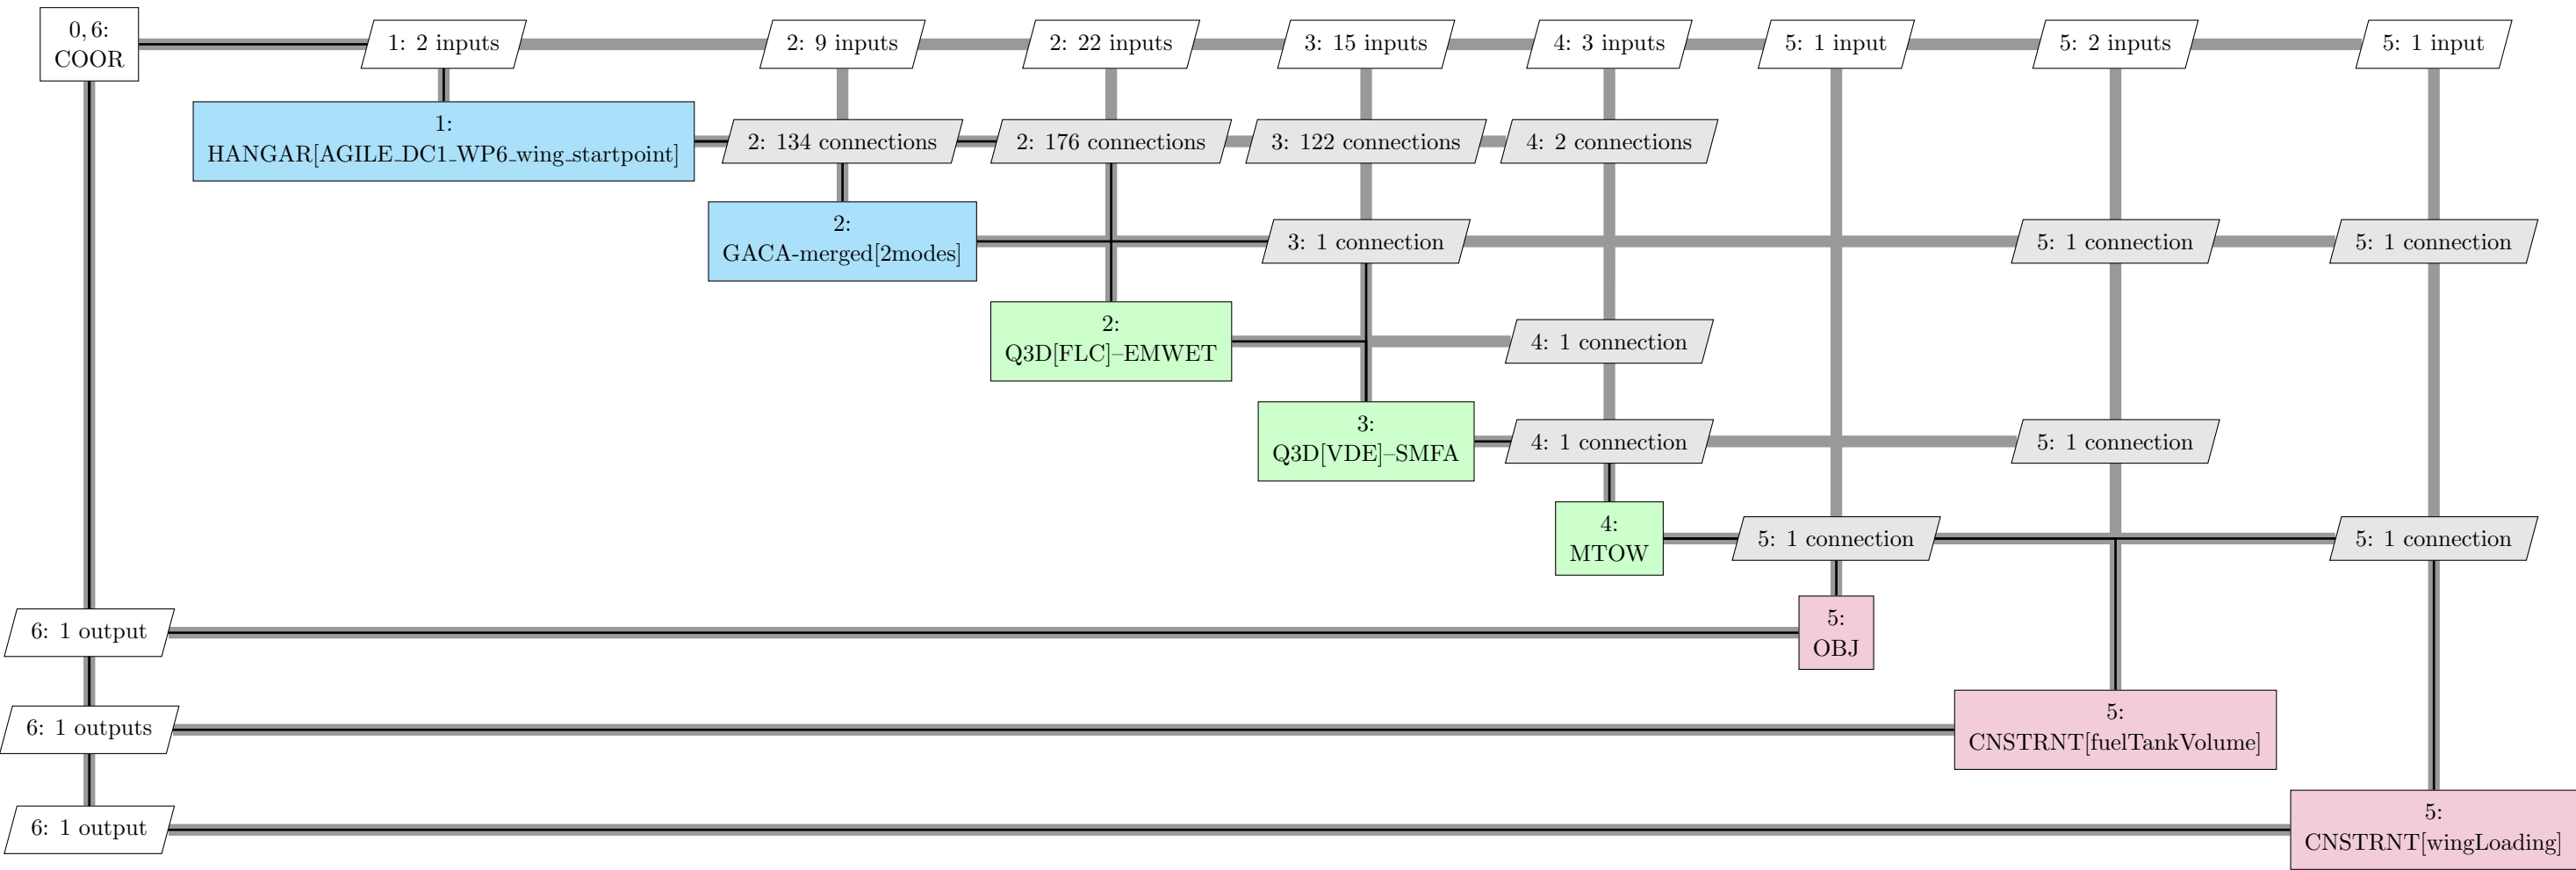 0, 6:
COOR
1: 2 inputs
2: 9 inputs
2: 22 inputs
3: 15 inputs
4: 3 inputs
5: 1 input
5: 2 inputs
5: 1 input
1:
HANGAR[AGILE_DC1_WP6_wing_startpoint]
2: 134 connections
2: 176 connections
3: 122 connections
4: 2 connections
2:
GACA-merged[2modes]
3: 1 connection
5: 1 connection
5: 1 connection
2:
Q3D[FLC]–EMWET
4: 1 connection
3:
Q3D[VDE]–SMFA
4: 1 connection
5: 1 connection
4:
MTOW
5: 1 connection
5: 1 connection
6: 1 output
5:
OBJ
6: 1 outputs
5:
CNSTRNT[fuelTankVolume]
6: 1 output
5:
CNSTRNT[wingLoading]